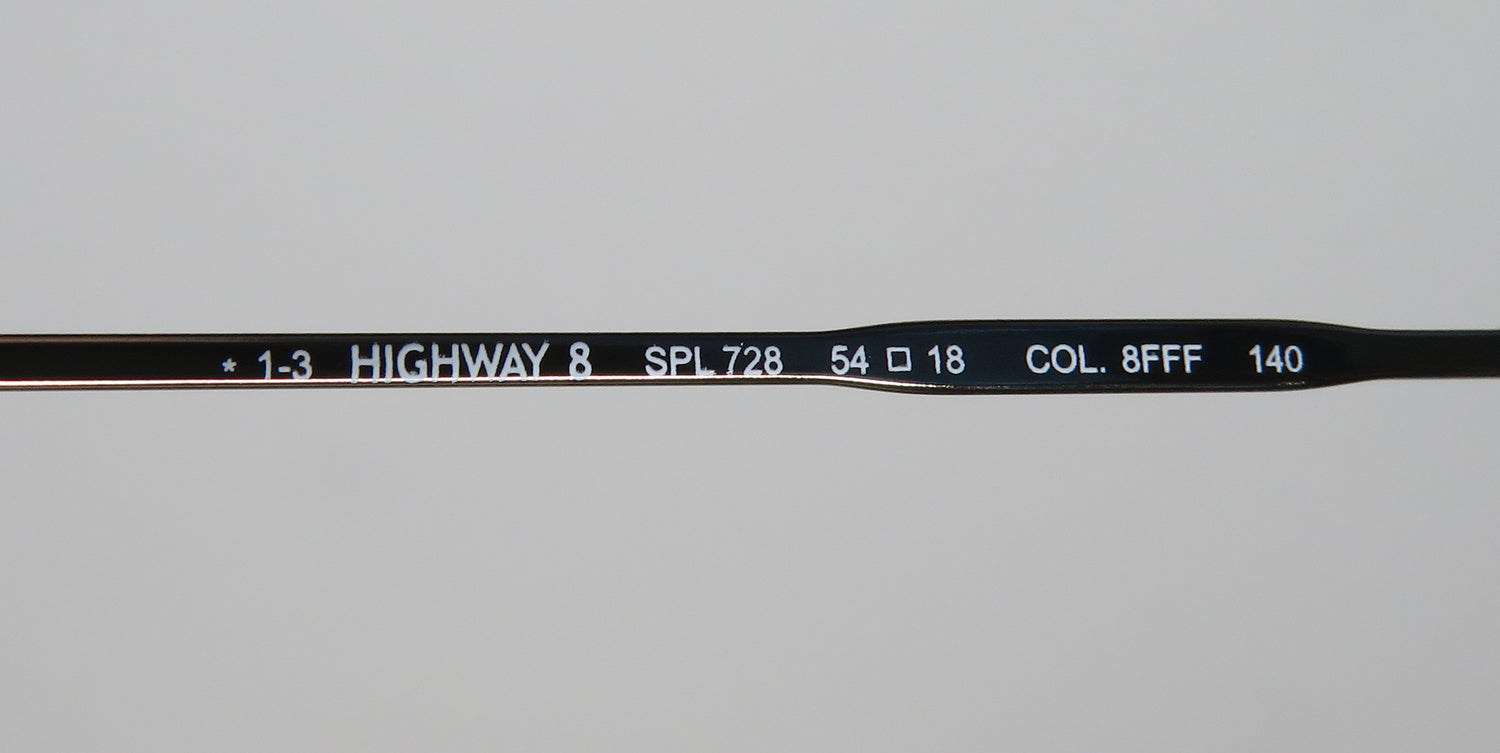 * 1-3 HIGHWAY 8 SPL 728 54 □ 18 COL. 8FFF 140